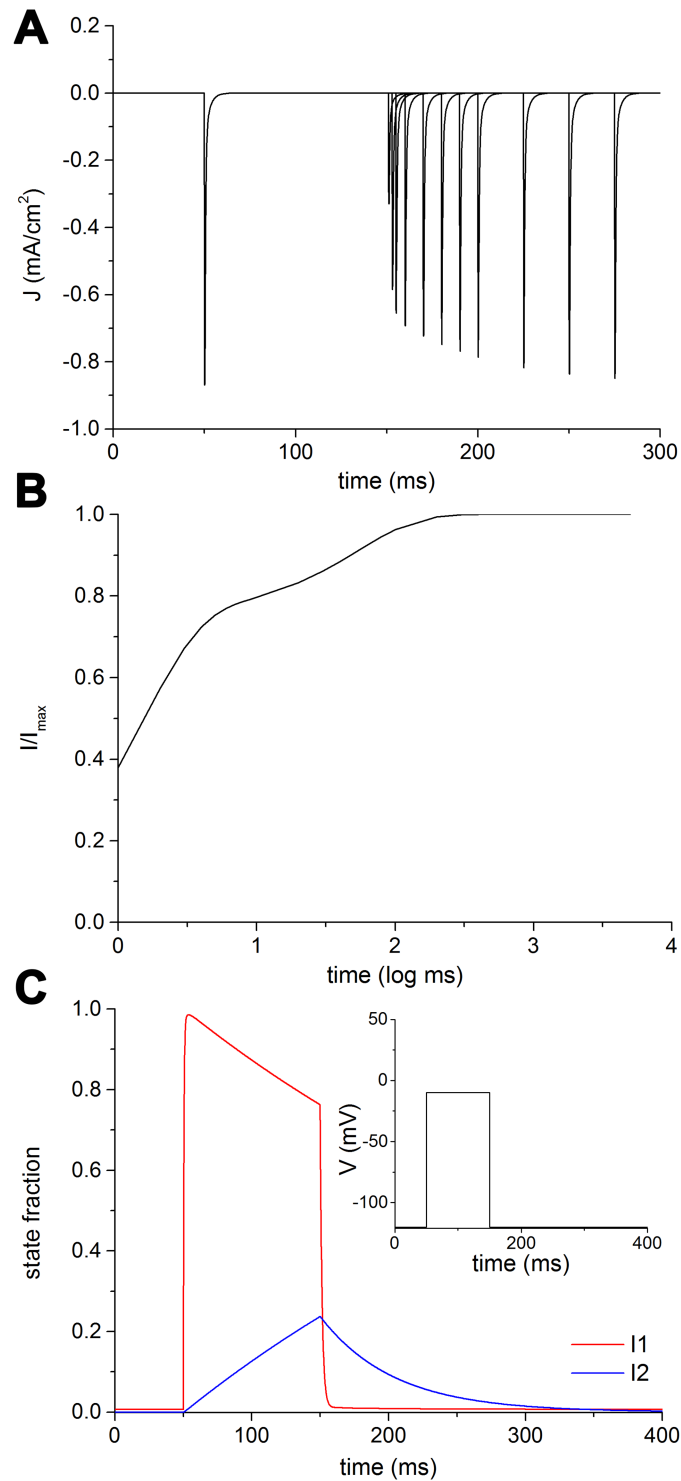 A
0.2
0.0
-0.2
-0.4
-0.6
-0.8
-1.0
J (mA/cm²)
0 100 200 300
time (ms)
B
1.0
0.8
0.6
0.4
0.2
0.0
I/Imax
0 1 2 3 4
time (log ms)
C
1.0
0.8
0.6
0.4
0.2
0.0
state fraction
50
0
-50
-100
V (mV)
0 200 400
time (ms)
I1
I2
0 100 200 300 400
time (ms)